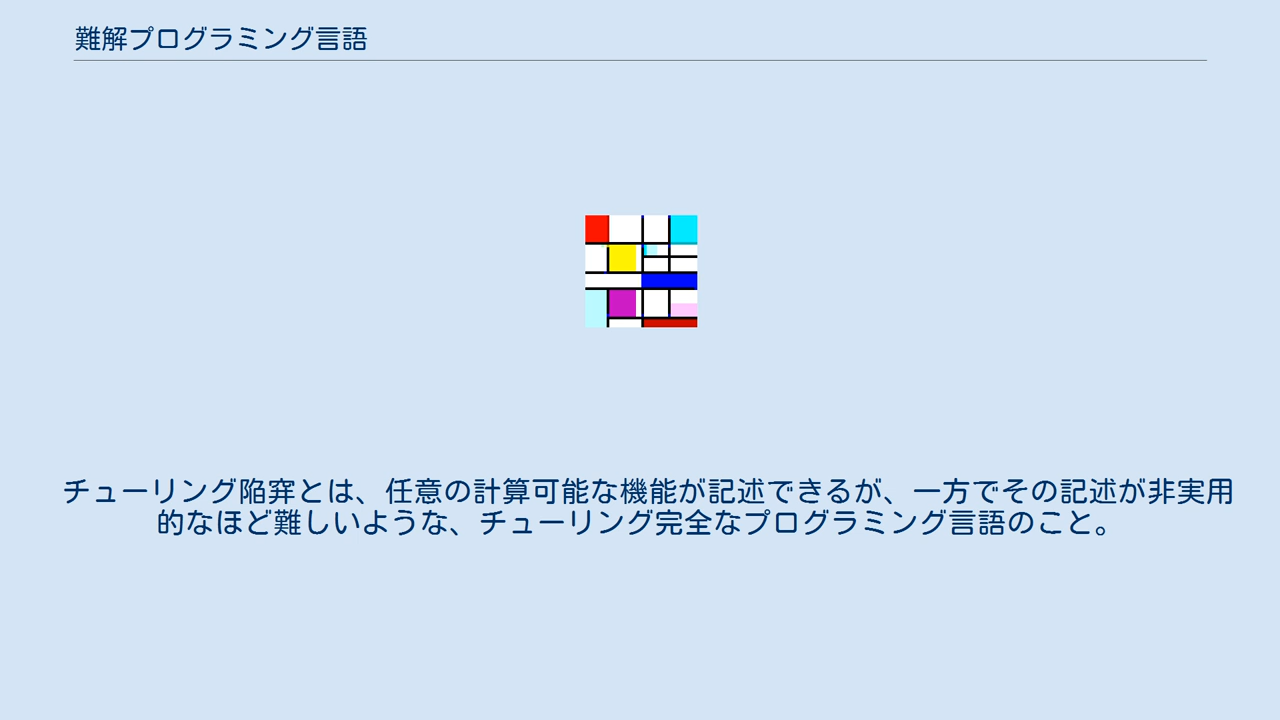 難解プログラミング言語
チューリング陥穽とは、任意の計算可能な機能が記述できるが、一方でその記述が非実用
的なほど難しいような、チューリング完全なプログラミング言語のこと。